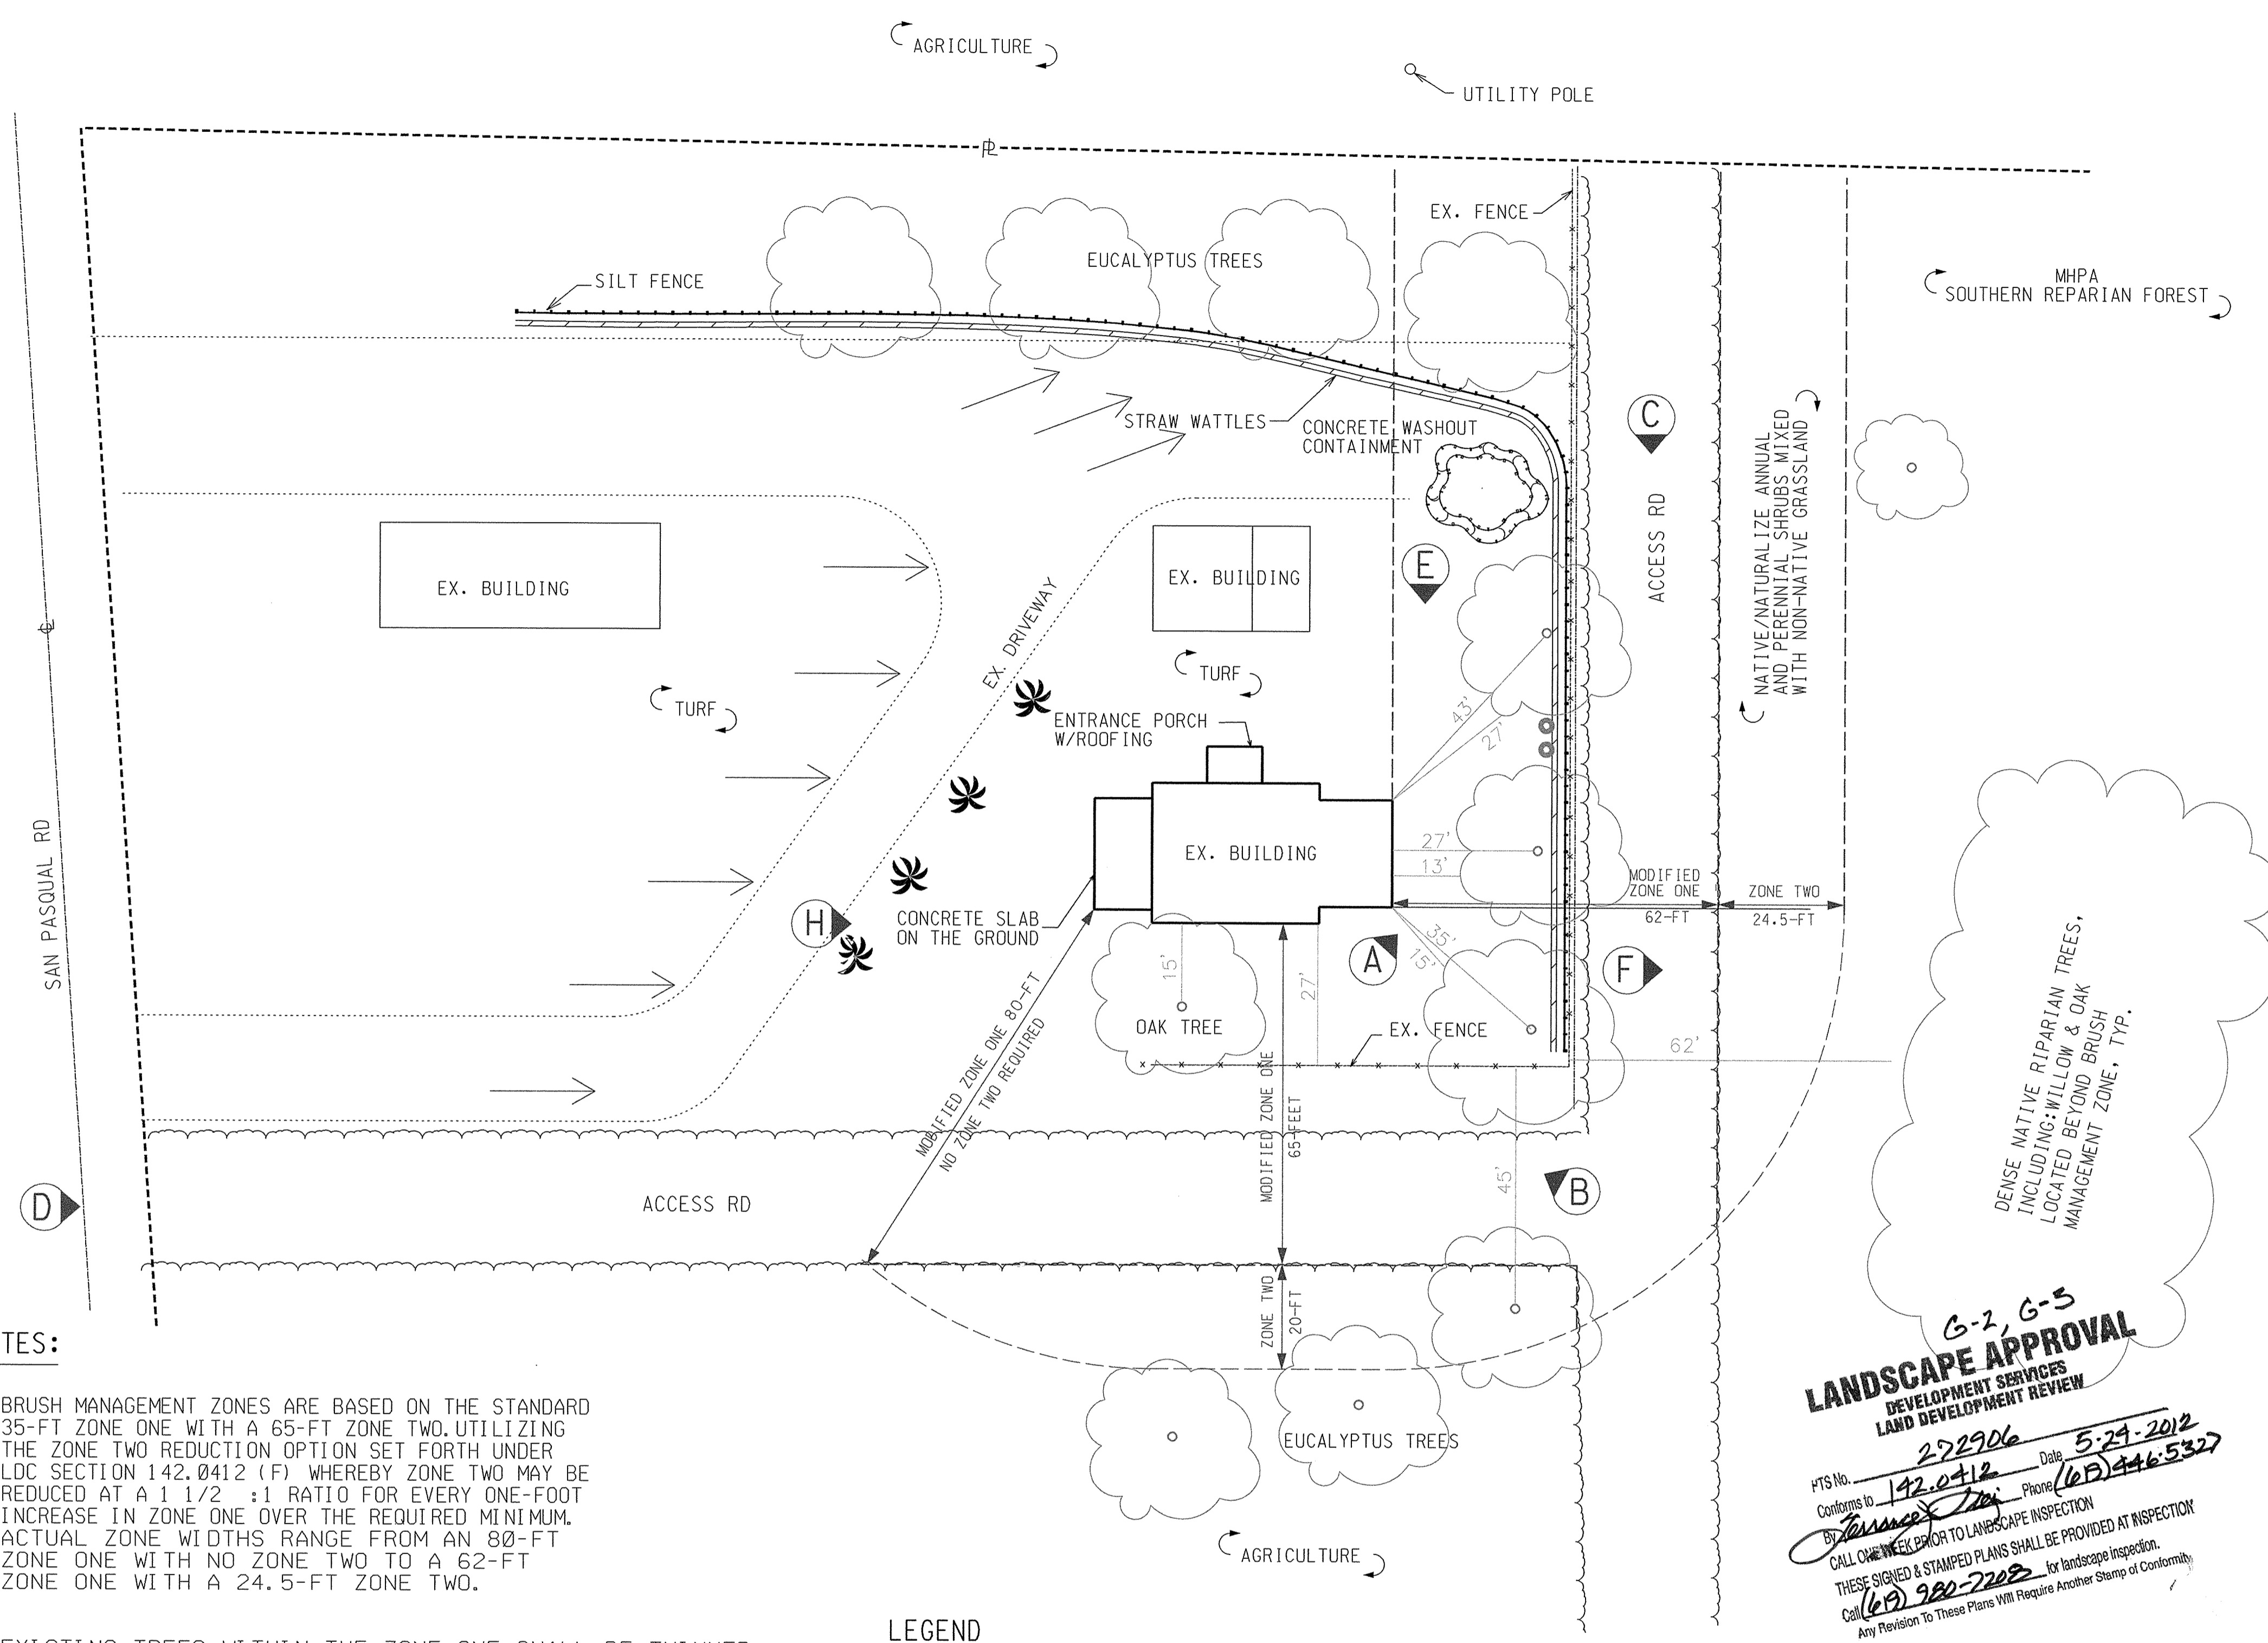 AGRICULTURE
UTILITY POLE
PL
EX. FENCE
EUCALYPTUS TREES
SILT FENCE
MHPA
SOUTHERN REPARIAN FOREST
STRAW WATTLES
CONCRETE WASHOUT
CONTAINMENT
C
ACCESS RD
NATIVE/NATURALIZE ANNUAL
AND PERENNIAL SHRUBS MIXED
WITH NON-NATIVE GRASSLAND
EX. BUILDING
EX. BUILDING
E
EX. DRIVEWAY
TURF
TURF
ENTRANCE PORCH
W/ROOFING
43'
27'
SAN PASQUAL RD
EX. BUILDING
27'
13'
MODIFIED
ZONE ONE
62-FT
ZONE TWO
24.5-FT
H
CONCRETE SLAB
ON THE GROUND
A
35'
15'
F
15'
27'
OAK TREE
EX. FENCE
62'
MODIFIED ZONE ONE 80-FT
NO ZONE TWO REQUIRED
MODIFIED ZONE ONE
65-FEET
45'
B
D
ACCESS RD
DENSE NATIVE RIPARIAN TREES,
INCLUDING:WILLOW & OAK
LOCATED BEYOND BRUSH
MANAGEMENT ZONE, TYP.
ZONE TWO
20-FT
EUCALYPTUS TREES
AGRICULTURE
TES:
BRUSH MANAGEMENT ZONES ARE BASED ON THE STANDARD
35-FT ZONE ONE WITH A 65-FT ZONE TWO.UTILIZING
THE ZONE TWO REDUCTION OPTION SET FORTH UNDER
LDC SECTION 142.0412 (F) WHEREBY ZONE TWO MAY BE
REDUCED AT A 1 1/2 :1 RATIO FOR EVERY ONE-FOOT
INCREASE IN ZONE ONE OVER THE REQUIRED MINIMUM.
ACTUAL ZONE WIDTHS RANGE FROM AN 80-FT
ZONE ONE WITH NO ZONE TWO TO A 62-FT
ZONE ONE WITH A 24.5-FT ZONE TWO.
LEGEND
G-2, G-3
LANDSCAPE APPROVAL
DEVELOPMENT SERVICES
LAND DEVELOPMENT REVIEW
PTS No. 272906 Date 5-29-2012
Conforms to 142.0412 Phone (619) 446-5327
By
CALL ONE WEEK PRIOR TO LANDSCAPE INSPECTION
THESE SIGNED & STAMPED PLANS SHALL BE PROVIDED AT INSPECTION
Call (619) 980-7208 for landscape inspection.
Any Revision To These Plans Will Require Another Stamp of Conformity